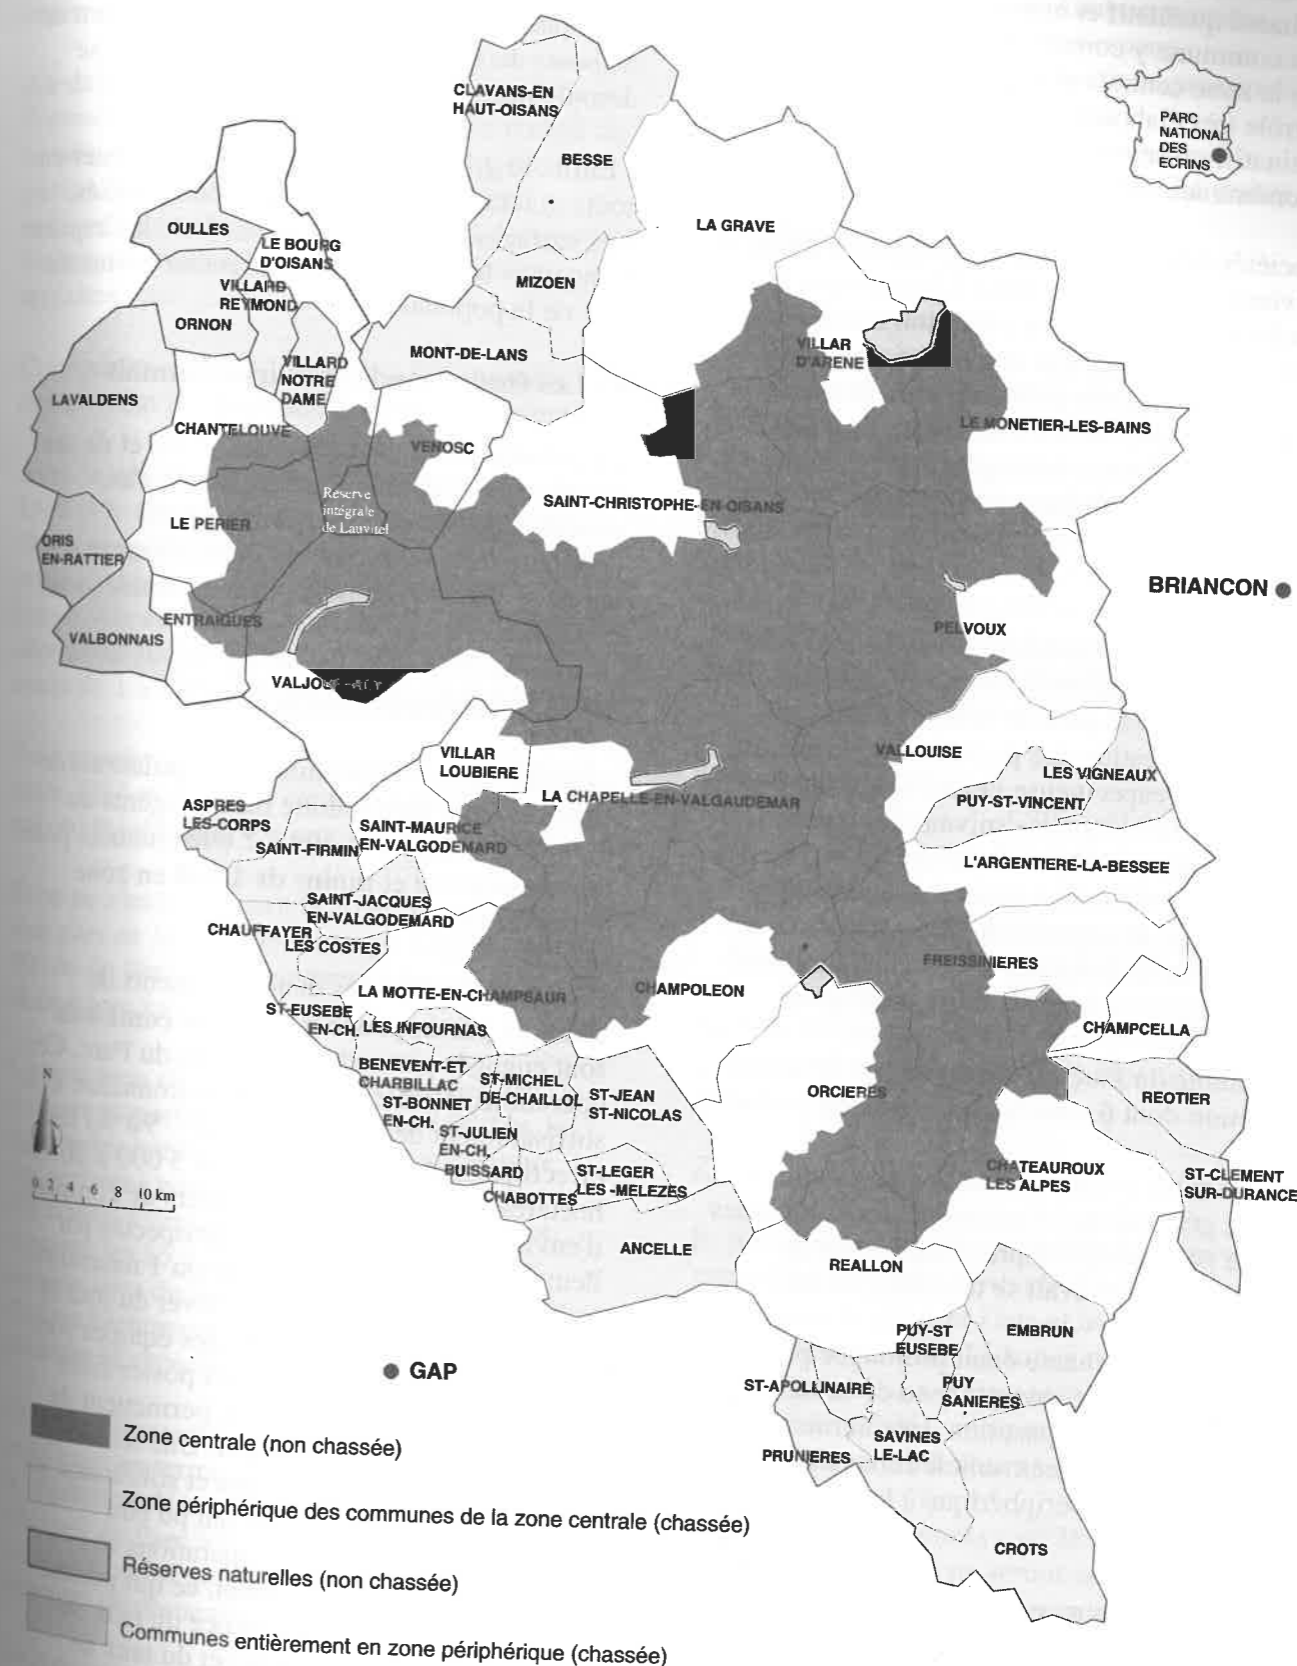 CLAVANS-EN
HAUT-OISANS
BESSE
PARC
NATIONAL
DES
ECRINS
LA GRAVE
OULLES
LE BOURG
D'OISANS
VILLARD
REYMOND
MIZOEN
ORNON
VILLAR
D'ARENE
MONT-DE-LANS
VILLARD
NOTRE
DAME
LAVALDENS
CHANTELOUVE
VENOSC
LE MONETIER-LES-BAINS
Réserve
intégrale
de Lauvitel
SAINT-CHRISTOPHE-EN-OISANS
LE PERIER
ORIS
EN-RATTIER
BRIANCON
ENTRAIGUES
PELVOUX
VALBONNAIS
VALJOUFFREY
VALLOUISE
VILLAR
LOUBIERE
LES VIGNEAUX
LA CHAPELLE-EN-VALGAUDEMAR
PUY-ST-VINCENT
ASPRES
LES-CORPS
SAINT-MAURICE
EN-VALGODEMARD
SAINT-FIRMIN
L'ARGENTIERE-LA-BESSEE
SAINT-JACQUES
EN-VALGODEMARD
CHAUFFAYER
LES COSTES
FREISSINIERES
LA MOTTE-EN-CHAMPSAUR
CHAMPOLEON
ST-EUSEBE
EN-CH.
LES INFOURNAS
CHAMPCELLA
BENEVENT-ET
CHARBILLAC
ST-MICHEL
DE-CHAILLOL
ST-JEAN
ST-NICOLAS
ORCIERES
REOTIER
ST-BONNET
EN-CH.
ST-JULIEN
EN-CH.
BUISSARD
ST-LEGER
LES -MELEZES
CHATEAUROUX
LES ALPES
ST-CLEMENT
SUR-DURANCE
CHABOTTES
N
0 2 4 6 8 10 km
ANCELLE
REALLON
PUY-ST
EUSEBE
EMBRUN
GAP
ST-APOLLINAIRE
PUY
SANIERES
SAVINES
LE-LAC
PRUNIERES
CROTS
Zone centrale (non chassée)
Zone périphérique des communes de la zone centrale (chassée)
Réserves naturelles (non chassée)
Communes entièrement en zone périphérique (chassée)